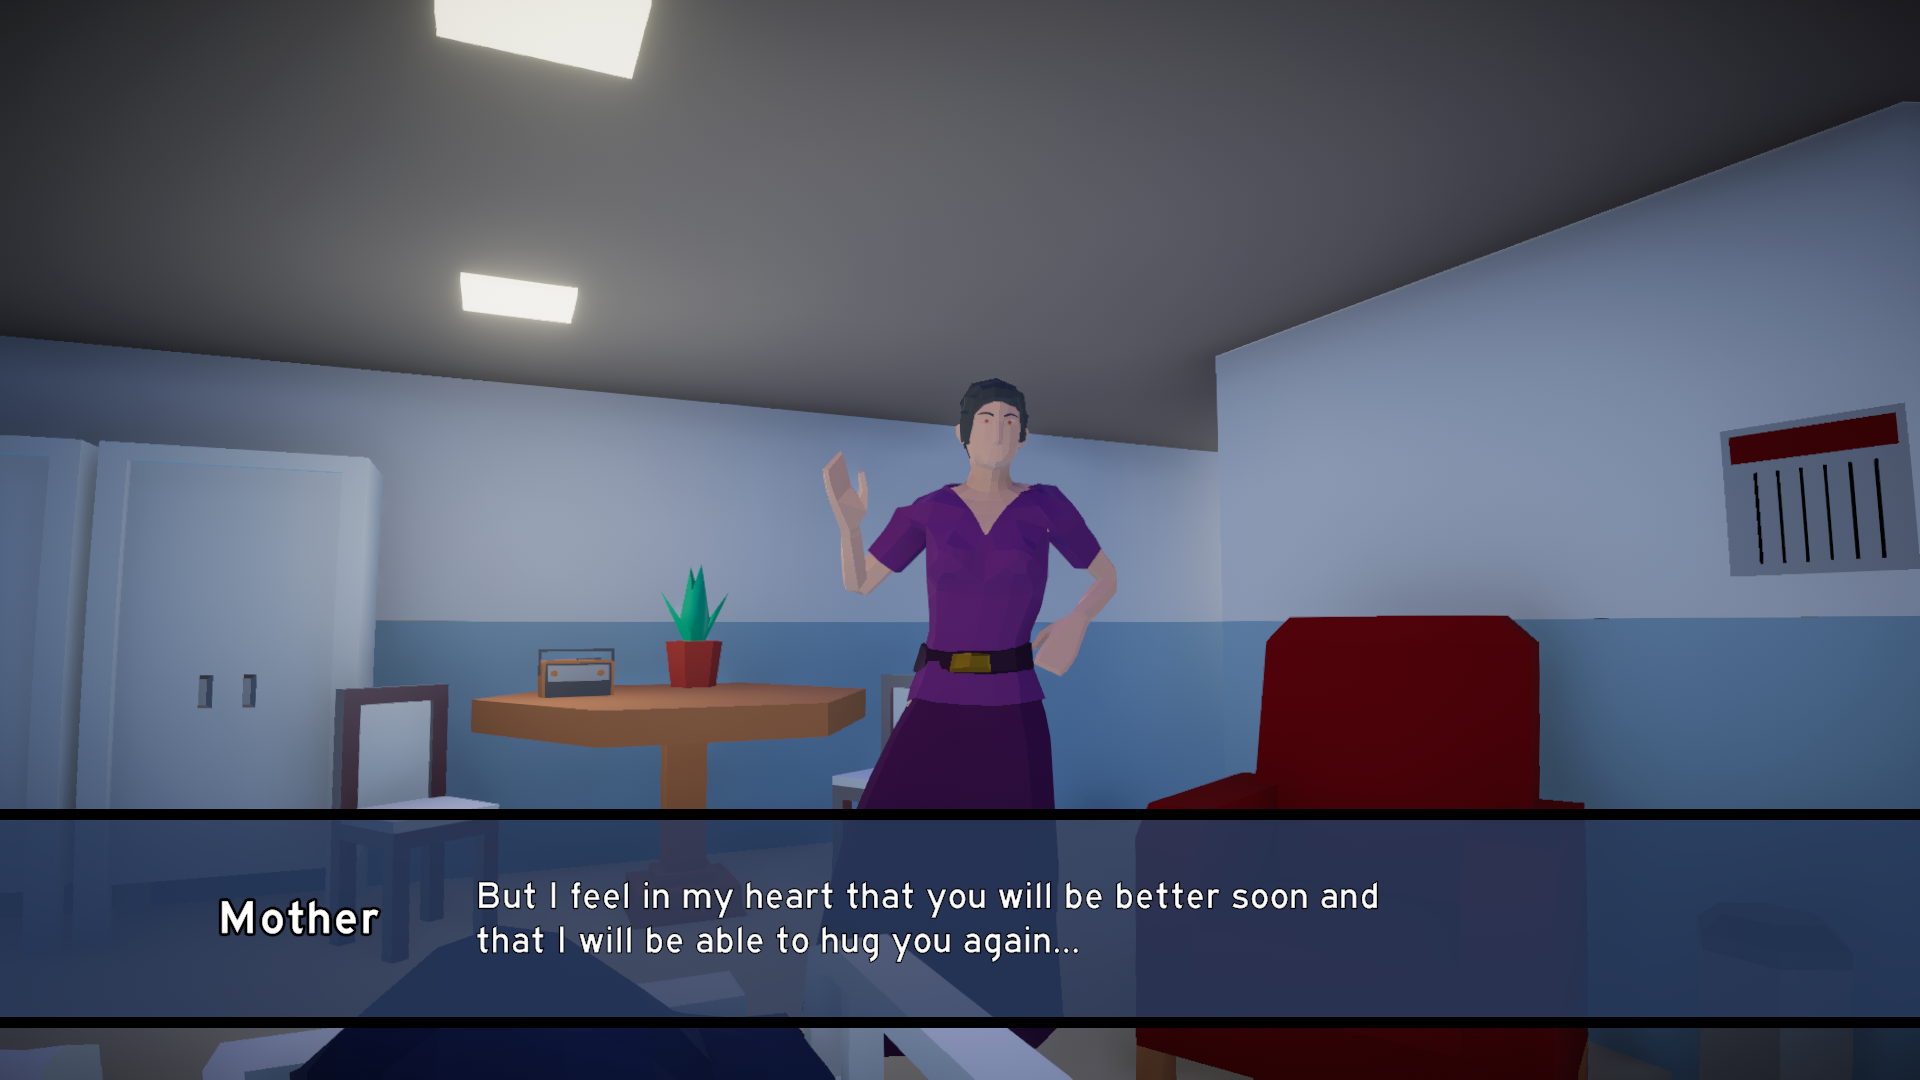 Mother
But I feel in my heart that you will be better soon and
that I will be able to hug you again...